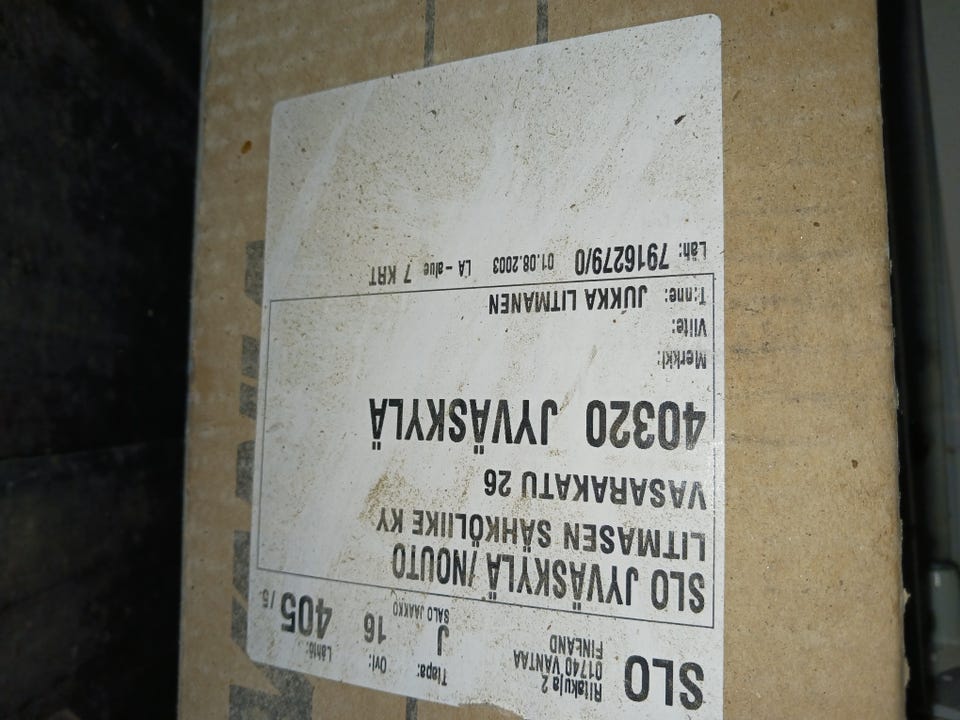 SLO
Ritakuja 2
01740 VANTAA
FINLAND
Tiapa:
J
SALO JAAKKO
Ovi:
16
Lähtö:
405 / 5
SLO JYVÄSKYLÄ / NOUTO
LITMASEN SÄHKÖLIIKE KY
VASARAKATU 26
40320 JYVÄSKYLÄ
Merkki:
Viite:
T:nne: JUKKA LITMANEN
Läh: 7916279/0 01.08.2003 LA - alue 7 KRT